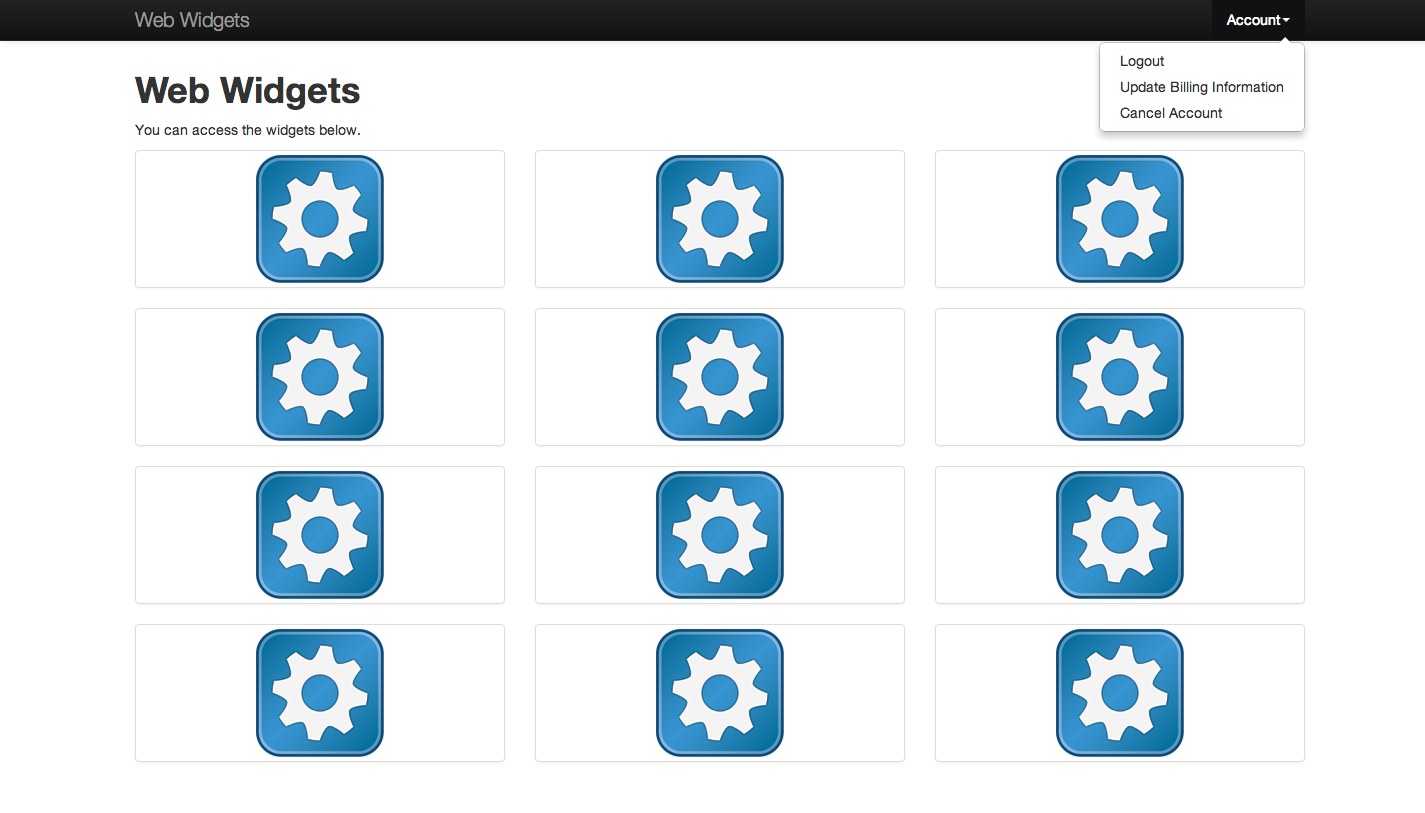 Web Widgets
Account
Logout
Update Billing Information
Cancel Account
Web Widgets
You can access the widgets below.